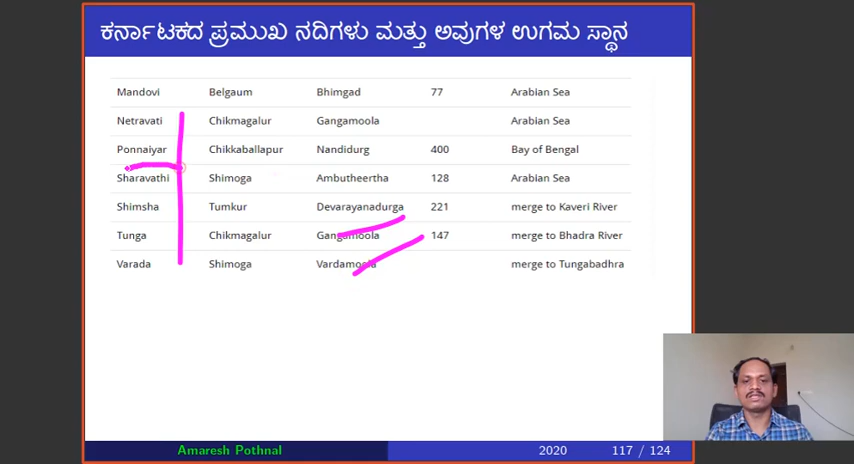 ಕರ್ನಾಟಕದ ಪ್ರಮುಖ ನದಿಗಳು ಮತ್ತು ಅವುಗಳ ಉಗಮ ಸ್ಥಾನ
Mandovi Belgaum Bhimgad 77 Arabian Sea
Netravati Chikmagalur Gangamoola Arabian Sea
Ponnaiyar Chikkaballapur Nandidurg 400 Bay of Bengal
Sharavathi Shimoga Ambutheertha 128 Arabian Sea
Shimsha Tumkur Devarayanadurga 221 merge to Kaveri River
Tunga Chikmagalur Gangamoola 147 merge to Bhadra River
Varada Shimoga Vardamoola merge to Tungabadhra
Amaresh Pothnal 2020 117 / 124